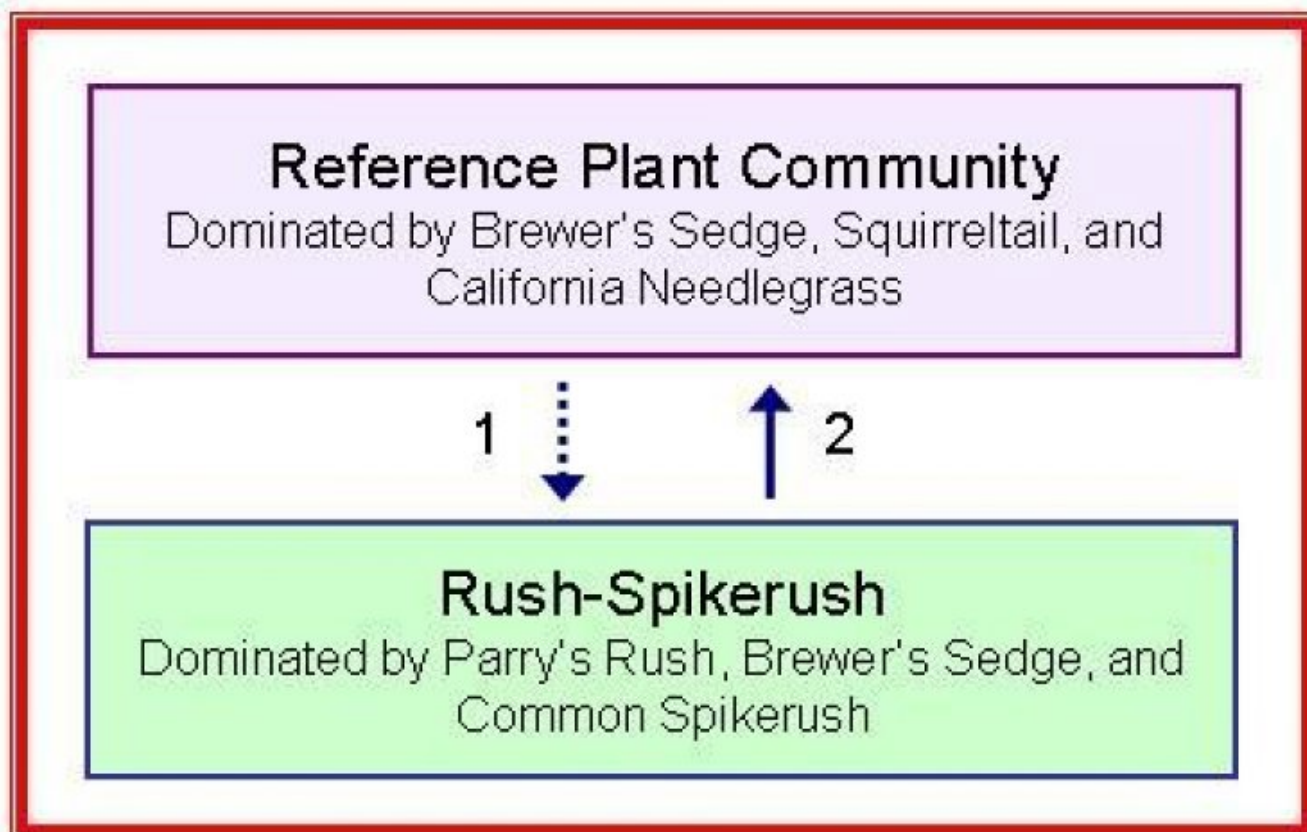 Reference Plant Community
Dominated by Brewer's Sedge, Squirreltail, and
California Needlegrass
1
2
Rush-Spikerush
Dominated by Parry's Rush, Brewer's Sedge, and
Common Spikerush